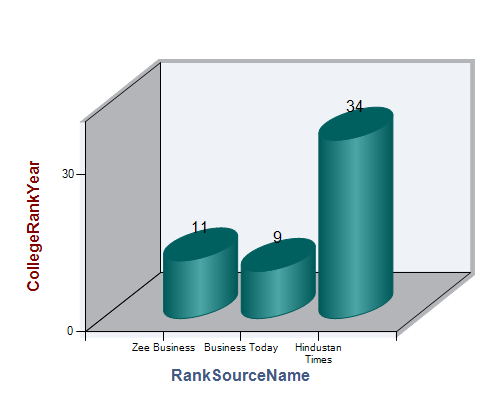 34
30
CollegeRankYear
11
9
0
Zee Business
Business Today
Hindustan
Times
RankSourceName